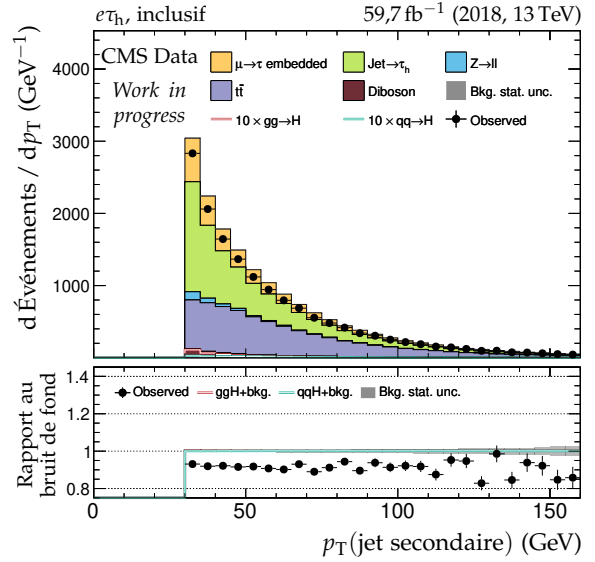 eτh, inclusif 59,7 fb⁻¹ (2018, 13 TeV)
CMS Data
Work in
progress
μ→τ embedded Jet→τh Z→ll
tt̄ Diboson Bkg. stat. unc.
10 × gg→H 10 × qq→H Observed
d Événements / dpT (GeV⁻¹)
4000
3000
2000
1000
Observed ggH+bkg. qqH+bkg. Bkg. stat. unc.
Rapport au
bruit de fond
1.4
1.2
1
0.8
0 50 100 150
pT(jet secondaire) (GeV)